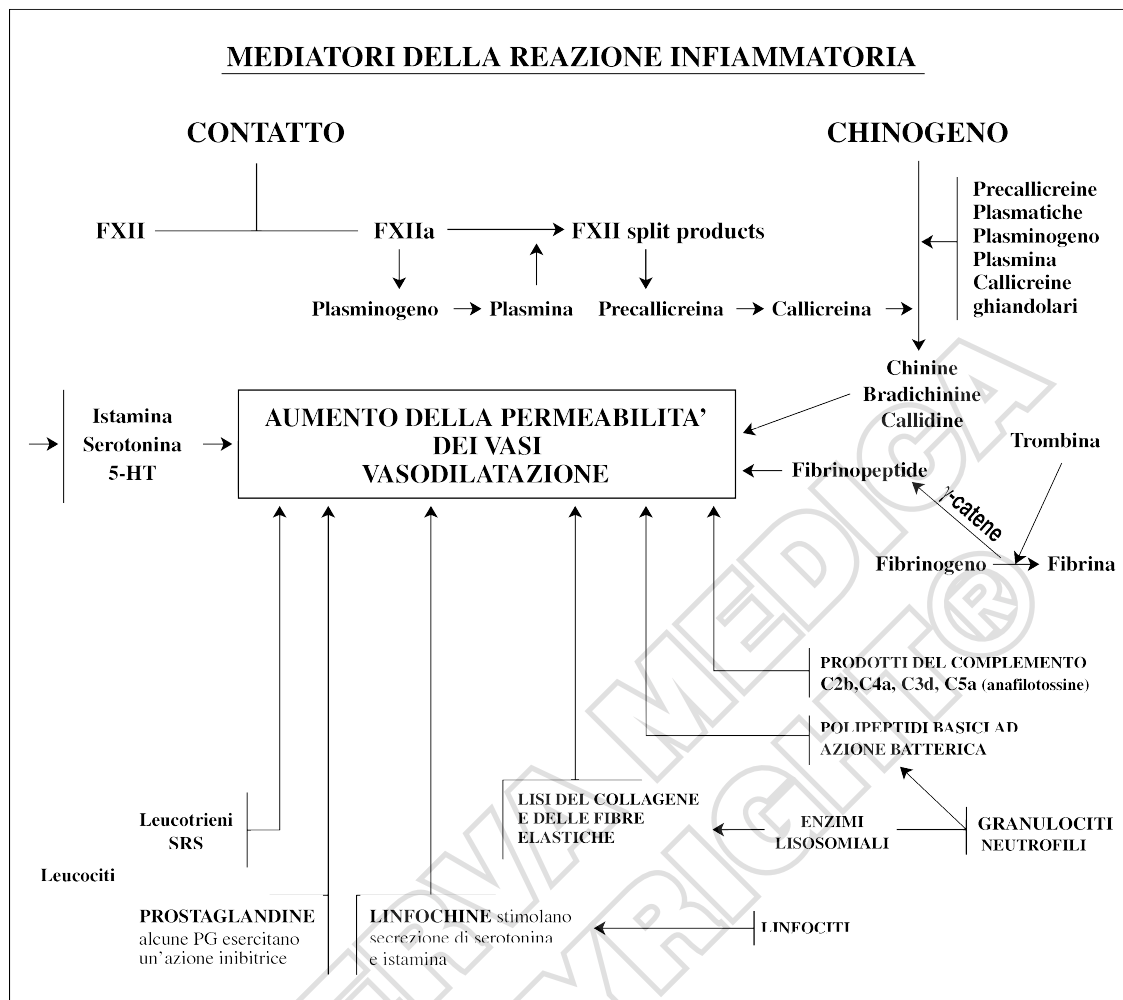 MEDIATORI DELLA REAZIONE INFIAMMATORIA
CONTATTO
CHINOGENO
Precallicreine
Plasmatiche
Plasminogeno
Plasmina
Callicreine
ghiandolari
FXII
FXIIa
FXII split products
Plasminogeno
Plasmina
Precallicreina
Callicreina
Chinine
Bradichinine
Callidine
Istamina
Serotonina
5-HT
AUMENTO DELLA PERMEABILITA'
DEI VASI
VASODILATAZIONE
Trombina
Fibrinopeptide
γ-catene
Fibrinogeno
Fibrina
PRODOTTI DEL COMPLEMENTO
C2b,C4a, C3d, C5a (anafilotossine)
POLIPEPTIDI BASICI AD
AZIONE BATTERICA
LISI DEL COLLAGENE
E DELLE FIBRE
ELASTICHE
ENZIMI
LISOSOMIALI
GRANULOCITI
NEUTROFILI
Leucotrieni
SRS
Leucociti
PROSTAGLANDINE
alcune PG esercitano
un'azione inibitrice
LINFOCHINE stimolano
secrezione di serotonina
e istamina
LINFOCITI
ERVA MEDICA
YRIGHT®